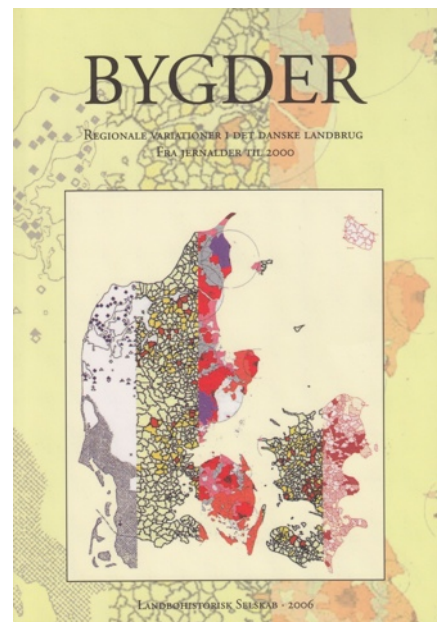 BYGDER
REGIONALE VARIATIONER I DET DANSKE LANDBRUG
FRA JERNALDER TIL 2000
LANDBOHISTORISK SELSKAB · 2006